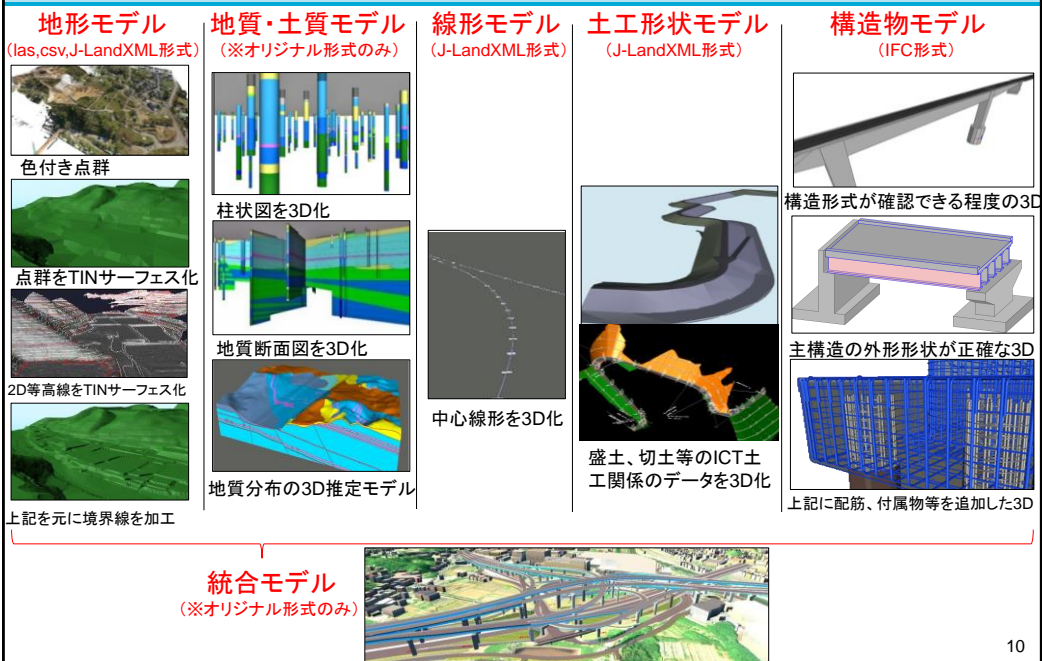 地形モデル
(las,csv,J-LandXML形式)
色付き点群
点群をTINサーフェス化
2D等高線をTINサーフェス化
上記を元に境界線を加工
地質・土質モデル
(※オリジナル形式のみ)
柱状図を3D化
地質断面図を3D化
地質分布の3D推定モデル
線形モデル
(J-LandXML形式)
中心線形を3D化
土工形状モデル
(J-LandXML形式)
盛土、切土等のICT土
工関係のデータを3D化
構造物モデル
(IFC形式)
構造形式が確認できる程度の3D
主構造の外形形状が正確な3D
上記に配筋、付属物等を追加した3D
統合モデル
(※オリジナル形式のみ)
10